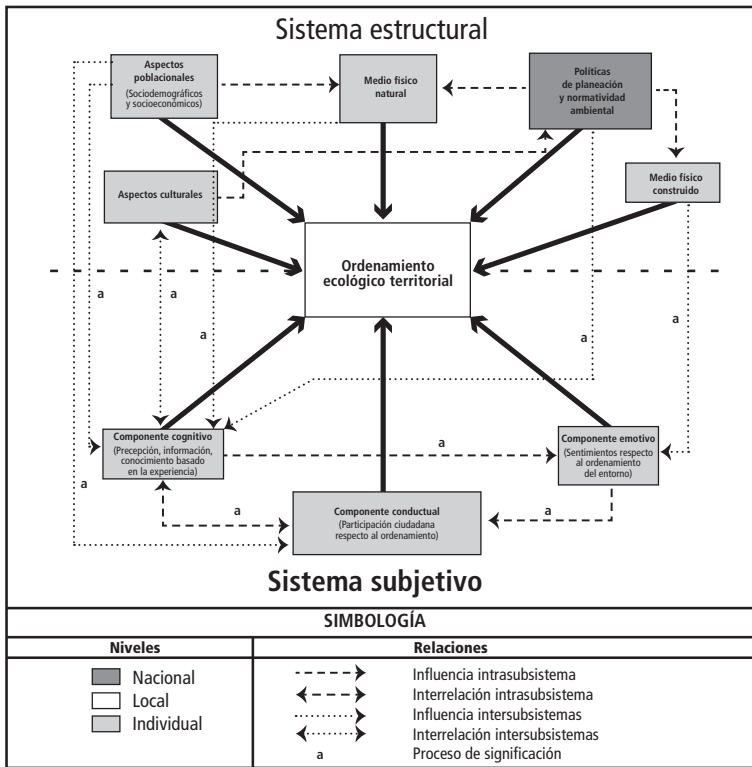 Sistema estructural
Aspectos
poblacionales
(Sociodemográficos
y socioeconómicos)
Medio físico
natural
Políticas
de planeación
y normatividad
ambiental
Aspectos culturales
Medio físico
construido
Ordenamiento
ecológico territorial
a
a
a
a
a
Componente cognitivo
(Precepción, información,
conocimiento basado
en la experiencia)
a
Componente emotivo
(Sentimientos respecto
al ordenamiento
del entorno)
a
a
a
Componente conductual
(Participación ciudadana
respecto al ordenamiento)
Sistema subjetivo
SIMBOLOGÍA
Niveles
Nacional
Local
Individual
Relaciones
Influencia intrasubsistema
Interrelación intrasubsistema
Influencia intersubsistemas
Interrelación intersubsistemas
a
Proceso de significación